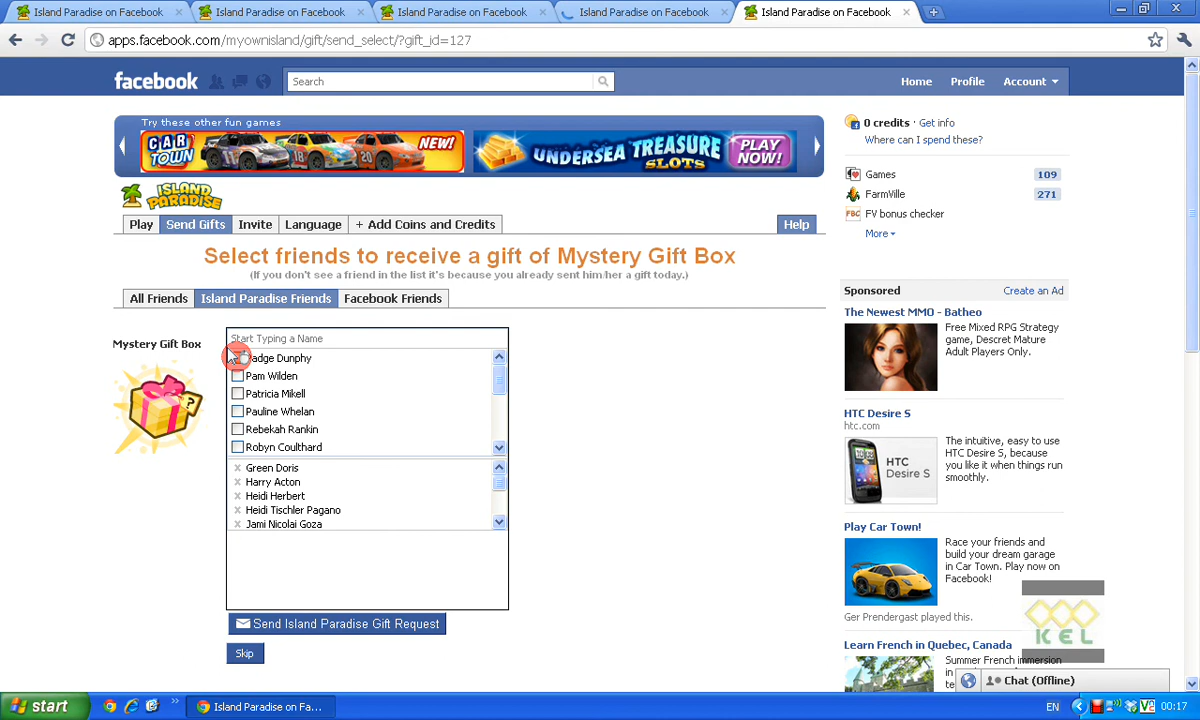 Island Paradise on Facebook
Island Paradise on Facebook
Island Paradise on Facebook
Island Paradise on Facebook
Island Paradise on Facebook
apps.facebook.com/myownisland/gift/send_select/?gift_id=127
facebook
Search
Home Profile Account
Try these other fun games
CAR TOWN
NEW!
18 20
UNDERSEA TREASURE SLOTS
PLAY NOW!
0 credits · Get info
Where can I spend these?
Games 109
FarmVille 271
FBC FV bonus checker
More
ISLAND PARADISE
Play Send Gifts Invite Language + Add Coins and Credits Help
Select friends to receive a gift of Mystery Gift Box
(If you don't see a friend in the list it's because you already sent him/her a gift today.)
All Friends Island Paradise Friends Facebook Friends
Mystery Gift Box
?
Start Typing a Name
Dunphy
Pam Wilden
Patricia Mikell
Pauline Whelan
Rebekah Rankin
Robyn Coulthard
x Green Doris
x Harry Acton
x Heidi Herbert
x Heidi Tischler Pagano
x Jami Nicolai Goza
Send Island Paradise Gift Request
Skip
Sponsored Create an Ad
The Newest MMO - Batheo
Free Mixed RPG Strategy
game, Descret Mature
Adult Players Only.
HTC Desire S
htc.com
HTC
Desire S
The intuitive, easy to use
HTC Desire S, because
you like it when things run
smoothly.
Play Car Town!
Race your friends and
build your dream garage
in Car Town. Play now on
Facebook!
Ger Prendergast played this.
KEL
Learn French in Quebec, Canada
Summer French immersion
Chat (Offline)
start
Island Paradise on Fa...
EN
00:17